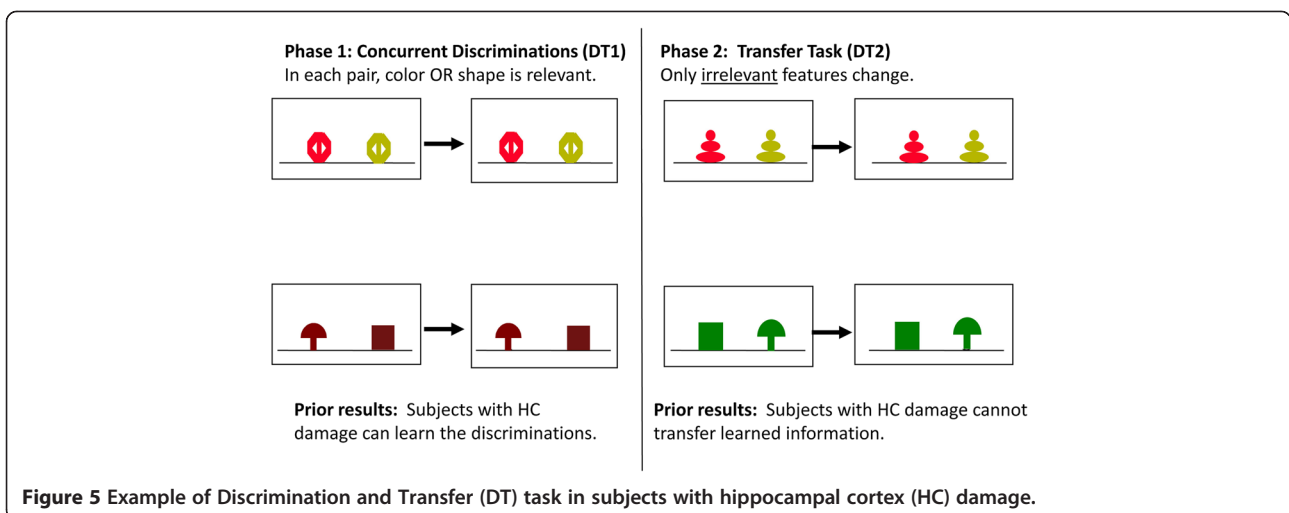 Phase 1: Concurrent Discriminations (DT1)
In each pair, color OR shape is relevant.
Prior results: Subjects with HC
damage can learn the discriminations.
Phase 2: Transfer Task (DT2)
Only irrelevant features change.
Prior results: Subjects with HC damage cannot
transfer learned information.
Figure 5 Example of Discrimination and Transfer (DT) task in subjects with hippocampal cortex (HC) damage.